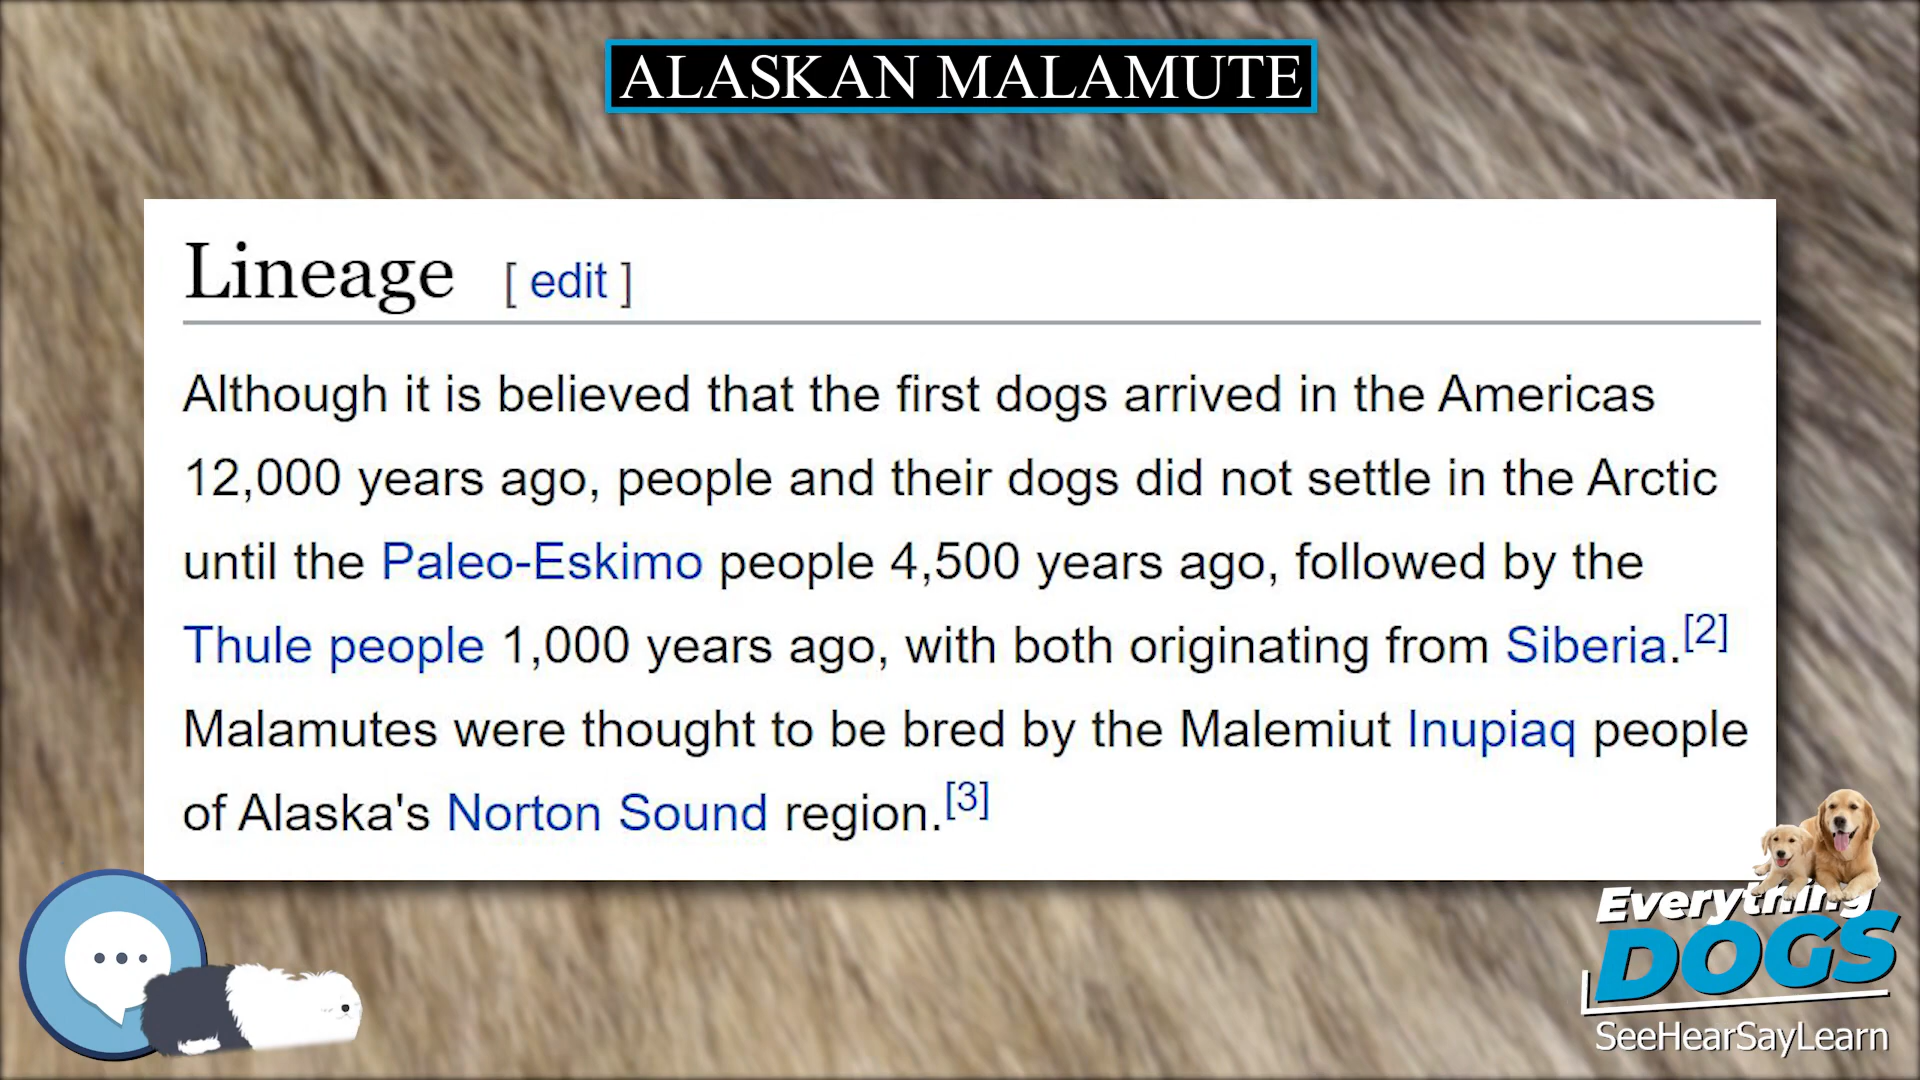 ALASKAN MALAMUTE
Lineage [ edit ]
Although it is believed that the first dogs arrived in the Americas
12,000 years ago, people and their dogs did not settle in the Arctic
until the Paleo-Eskimo people 4,500 years ago, followed by the
Thule people 1,000 years ago, with both originating from Siberia.[2]
Malamutes were thought to be bred by the Malemiut Inupiaq people
of Alaska's Norton Sound region.[3]
Everything
DOGS
SeeHearSayLearn